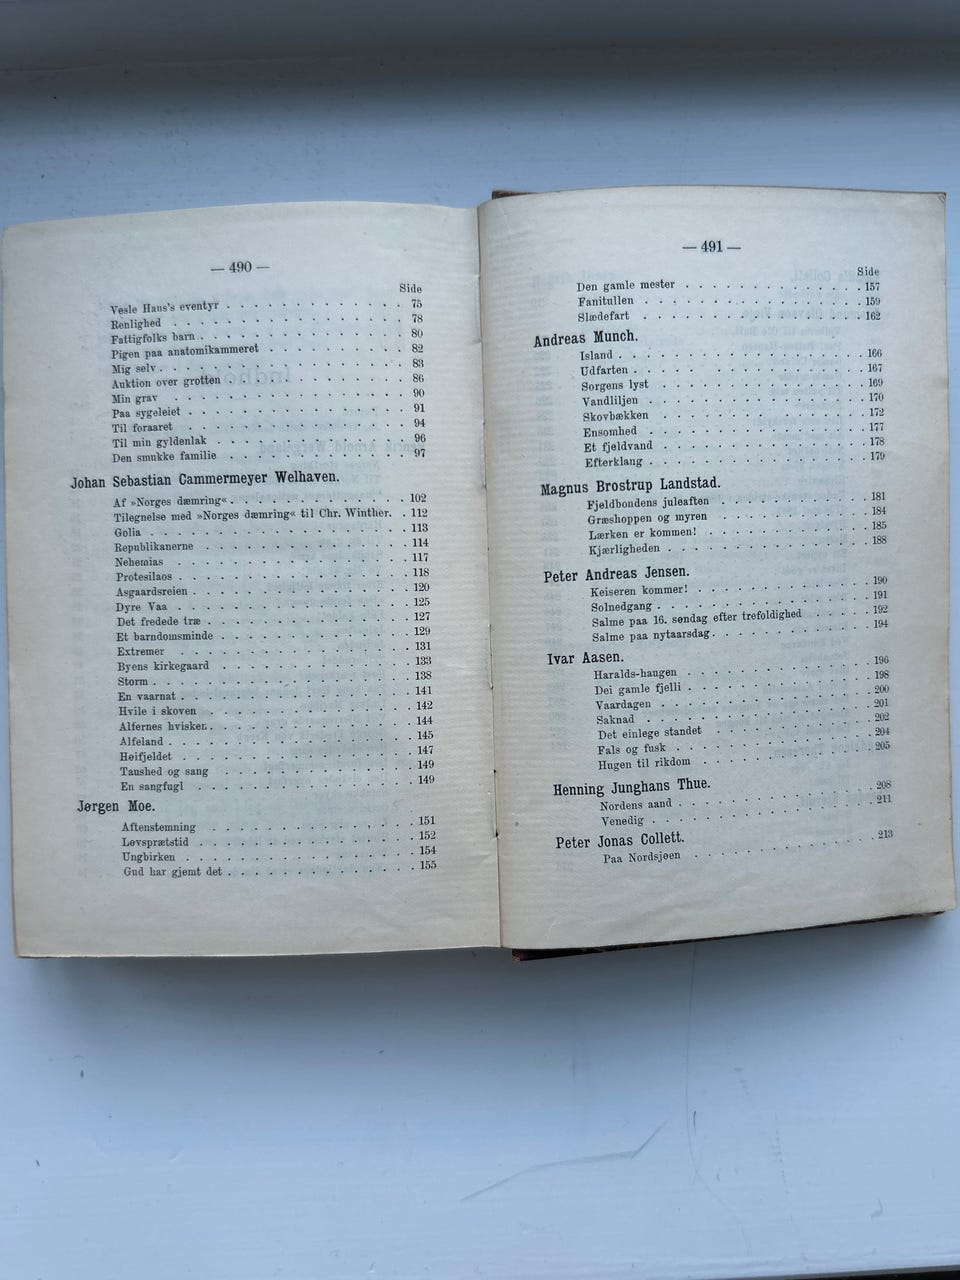 — 490 —
Side
Vesle Hans's eventyr . . . . . . . . . . . . . 75
Renlighed . . . . . . . . . . . . . . . . . 78
Fattigfolks barn . . . . . . . . . . . . . . . 80
Pigen paa anatomikammeret . . . . . . . . . . 82
Mig selv . . . . . . . . . . . . . . . . . . 83
Auktion over grotten . . . . . . . . . . . . . 86
Min grav . . . . . . . . . . . . . . . . . . 90
Paa sygeleiet . . . . . . . . . . . . . . . . 91
Til foraaret . . . . . . . . . . . . . . . . . 94
Til min gyldenlak . . . . . . . . . . . . . . 96
Den smukke familie . . . . . . . . . . . . . . 97
Johan Sebastian Cammermeyer Welhaven.
Af »Norges dæmring« . . . . . . . . . . . . . 102
Tilegnelse med »Norges dæmring« til Chr. Winther. . 112
Golia . . . . . . . . . . . . . . . . . . . 113
Republikanerne . . . . . . . . . . . . . . . 114
Nehemias . . . . . . . . . . . . . . . . . 117
Protesilaos . . . . . . . . . . . . . . . . . 118
Asgaardsreien . . . . . . . . . . . . . . . . 120
Dyre Vaa . . . . . . . . . . . . . . . . . 125
Det fredede træ . . . . . . . . . . . . . . . 127
Et barndomsminde . . . . . . . . . . . . . . 129
Extremer . . . . . . . . . . . . . . . . . 131
Byens kirkegaard . . . . . . . . . . . . . . 133
Storm . . . . . . . . . . . . . . . . . . . 138
En vaarnat . . . . . . . . . . . . . . . . . 141
Hvile i skoven . . . . . . . . . . . . . . . 142
Alfernes hvisken . . . . . . . . . . . . . . . 144
Alfeland . . . . . . . . . . . . . . . . . . 145
Høifjeldet . . . . . . . . . . . . . . . . . 147
Taushed og sang . . . . . . . . . . . . . . . 149
En sangfugl . . . . . . . . . . . . . . . . . 149
Jørgen Moe.
Aftenstemning . . . . . . . . . . . . . . . . 151
Løvsprætstid . . . . . . . . . . . . . . . . 152
Ungbirken . . . . . . . . . . . . . . . . . 154
Gud har gjemt det . . . . . . . . . . . . . . 155
— 491 —
Side
Den gamle mester . . . . . . . . . . . . . . 157
Fanitullen . . . . . . . . . . . . . . . . . 159
Slædefart . . . . . . . . . . . . . . . . . 162
Andreas Munch.
Island . . . . . . . . . . . . . . . . . . . 166
Udfarten . . . . . . . . . . . . . . . . . . 167
Sorgens lyst . . . . . . . . . . . . . . . . 169
Vandliljen . . . . . . . . . . . . . . . . . 170
Skovbækken . . . . . . . . . . . . . . . . 172
Ensomhed . . . . . . . . . . . . . . . . . 177
Et fjeldvand . . . . . . . . . . . . . . . . 178
Efterklang . . . . . . . . . . . . . . . . . 179
Magnus Brostrup Landstad.
Fjeldbondens juleaften . . . . . . . . . . . . 181
Græshoppen og myren . . . . . . . . . . . . 184
Lærken er kommen! . . . . . . . . . . . . . 185
Kjærligheden . . . . . . . . . . . . . . . . 188
Peter Andreas Jensen.
Keiseren kommer! . . . . . . . . . . . . . . 190
Solnedgang . . . . . . . . . . . . . . . . . 191
Salme paa 16. søndag efter trefoldighed . . . . . . 192
Salme paa nytaarsdag . . . . . . . . . . . . . 194
Ivar Aasen.
Haralds-haugen . . . . . . . . . . . . . . . 196
Dei gamle fjelli . . . . . . . . . . . . . . . 198
Vaardagen . . . . . . . . . . . . . . . . . 200
Saknad . . . . . . . . . . . . . . . . . . 201
Det einlege standet . . . . . . . . . . . . . . 202
Fals og fusk . . . . . . . . . . . . . . . . 204
Hugen til rikdom . . . . . . . . . . . . . . 205
Henning Junghans Thue.
Nordens aand . . . . . . . . . . . . . . . . 208
Venedig . . . . . . . . . . . . . . . . . . 211
Peter Jonas Collett.
Paa Nordsjøen . . . . . . . . . . . . . . . 213